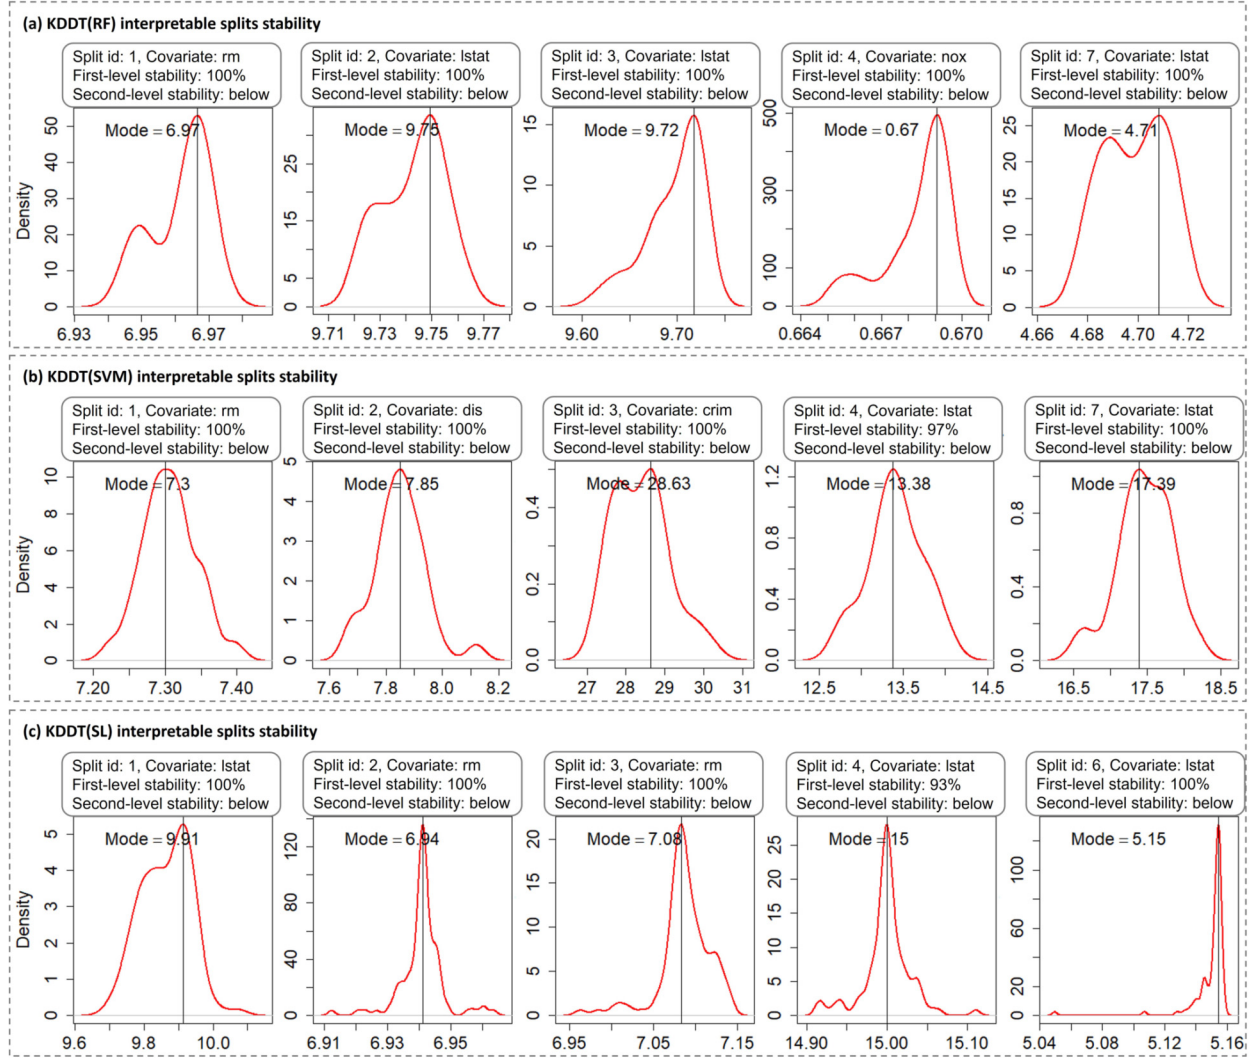 (a) KDDT(RF) interpretable splits stability
Split id: 1, Covariate: rm
First-level stability: 100%
Second-level stability: below
Mode = 6.97
Density
0 10 20 30 40 50
6.93 6.95 6.97
Split id: 2, Covariate: lstat
First-level stability: 100%
Second-level stability: below
Mode = 9.75
0 5 15 25
9.71 9.73 9.75 9.77
Split id: 3, Covariate: lstat
First-level stability: 100%
Second-level stability: below
Mode = 9.72
0 5 10 15
9.60 9.70
Split id: 4, Covariate: nox
First-level stability: 100%
Second-level stability: below
Mode = 0.67
0 100 300 500
0.664 0.667 0.670
Split id: 7, Covariate: lstat
First-level stability: 100%
Second-level stability: below
Mode = 4.71
0 5 10 15 20 25
4.66 4.68 4.70 4.72
(b) KDDT(SVM) interpretable splits stability
Split id: 1, Covariate: rm
First-level stability: 100%
Second-level stability: below
Mode = 7.3
Density
0 2 4 6 8 10
7.20 7.30 7.40
Split id: 2, Covariate: dis
First-level stability: 100%
Second-level stability: below
Mode = 7.85
0 1 2 3 4 5
7.6 7.8 8.0 8.2
Split id: 3, Covariate: crim
First-level stability: 100%
Second-level stability: below
Mode = 28.63
0.0 0.2 0.4
27 28 29 30 31
Split id: 4, Covariate: lstat
First-level stability: 97%
Second-level stability: below
Mode = 13.38
0.0 0.4 0.8 1.2
12.5 13.5 14.5
Split id: 7, Covariate: lstat
First-level stability: 100%
Second-level stability: below
Mode = 17.39
0.0 0.4 0.8
16.5 17.5 18.5
(c) KDDT(SL) interpretable splits stability
Split id: 1, Covariate: lstat
First-level stability: 100%
Second-level stability: below
Mode = 9.91
Density
0 1 2 3 4 5
9.6 9.8 10.0
Split id: 2, Covariate: rm
First-level stability: 100%
Second-level stability: below
Mode = 6.94
0 40 80 120
6.91 6.93 6.95
Split id: 3, Covariate: rm
First-level stability: 100%
Second-level stability: below
Mode = 7.08
0 5 10 15 20
6.95 7.05 7.15
Split id: 4, Covariate: lstat
First-level stability: 93%
Second-level stability: below
Mode = 15
0 5 10 15 20 25
14.90 15.00 15.10
Split id: 6, Covariate: lstat
First-level stability: 100%
Second-level stability: below
Mode = 5.15
0 20 60 100
5.04 5.08 5.12 5.16